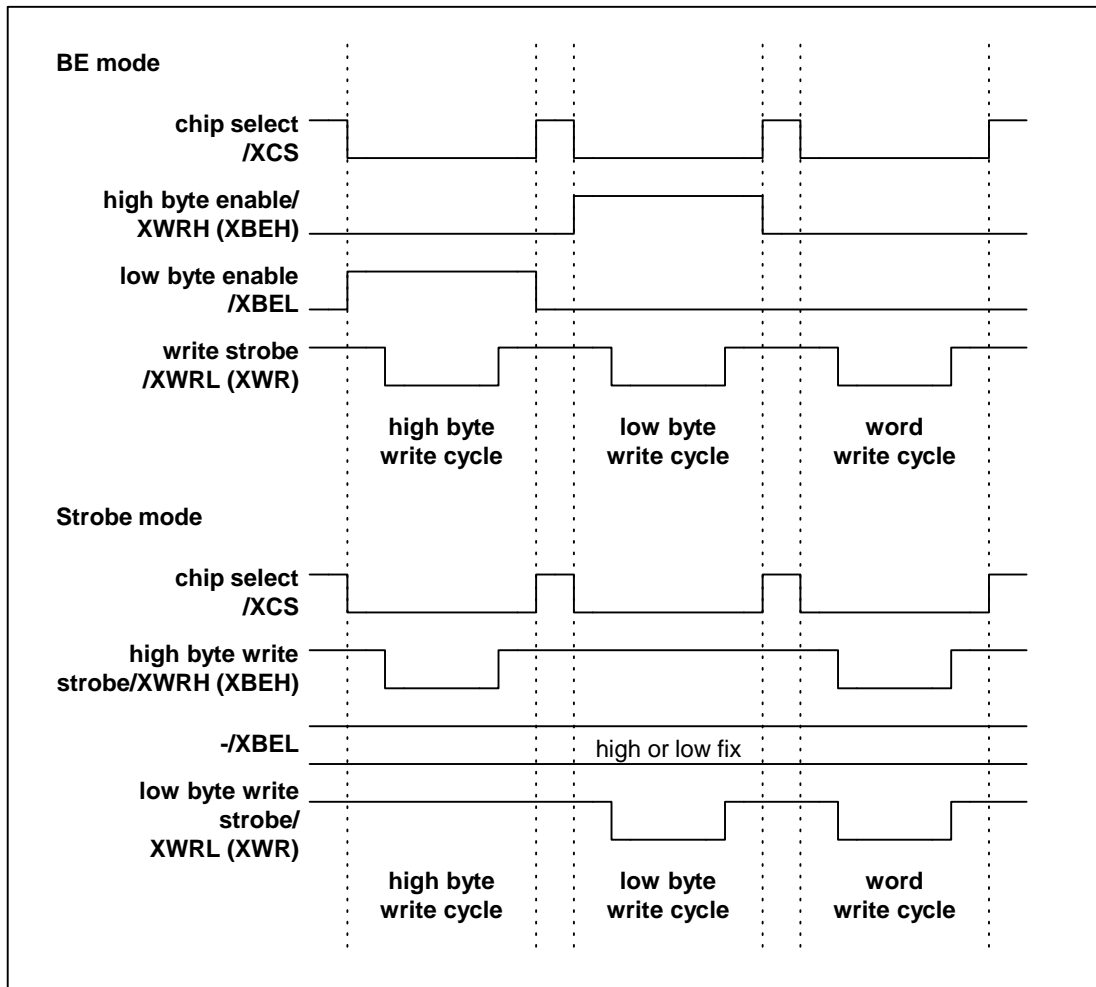 BE mode
chip select
/XCS
high byte enable/
XWRH (XBEH)
low byte enable
/XBEL
write strobe
/XWRL (XWR)
high byte
write cycle
low byte
write cycle
word
write cycle
Strobe mode
chip select
/XCS
high byte write
strobe/XWRH (XBEH)
-/XBEL
high or low fix
low byte write
strobe/
XWRL (XWR)
high byte
write cycle
low byte
write cycle
word
write cycle